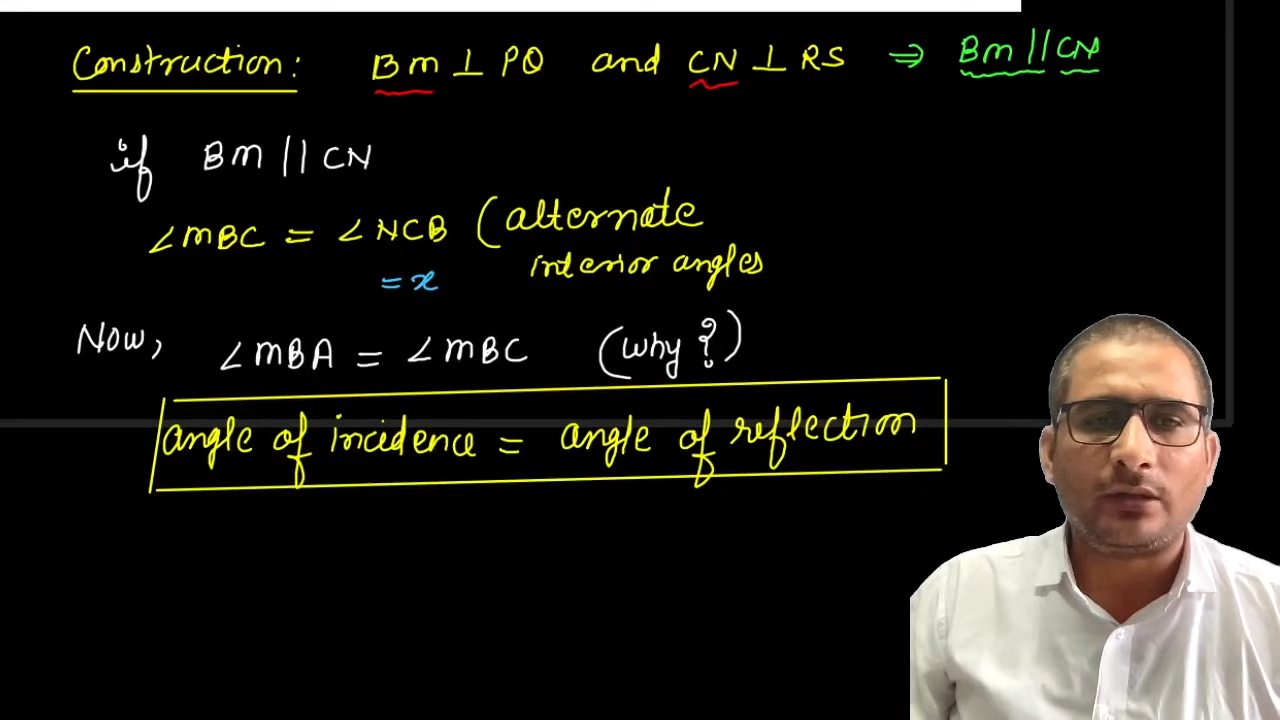 Construction: Bm ⊥ PQ and CN ⊥ RS ⇒ Bm // CN
if Bm // CN
∠mBC = ∠NCB (alternate
interior angles
= x
Now, ∠mBA = ∠mBC (why?)
angle of incidence = angle of reflection